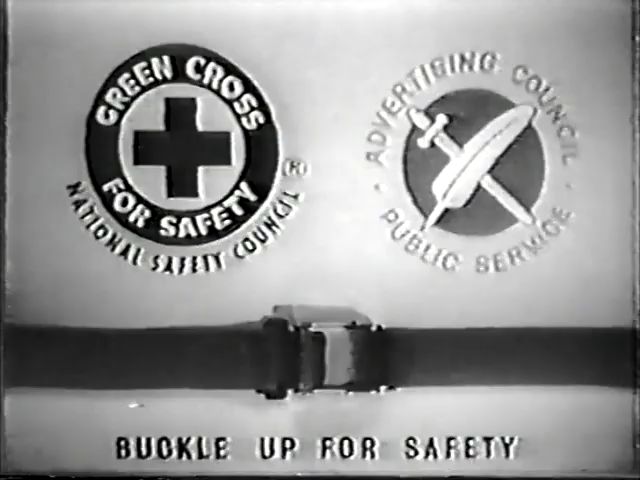 GREEN CROSS
FOR SAFETY
NATIONAL SAFETY COUNCIL
®
ADVERTISING COUNCIL
PUBLIC SERVICE
BUCKLE UP FOR SAFETY